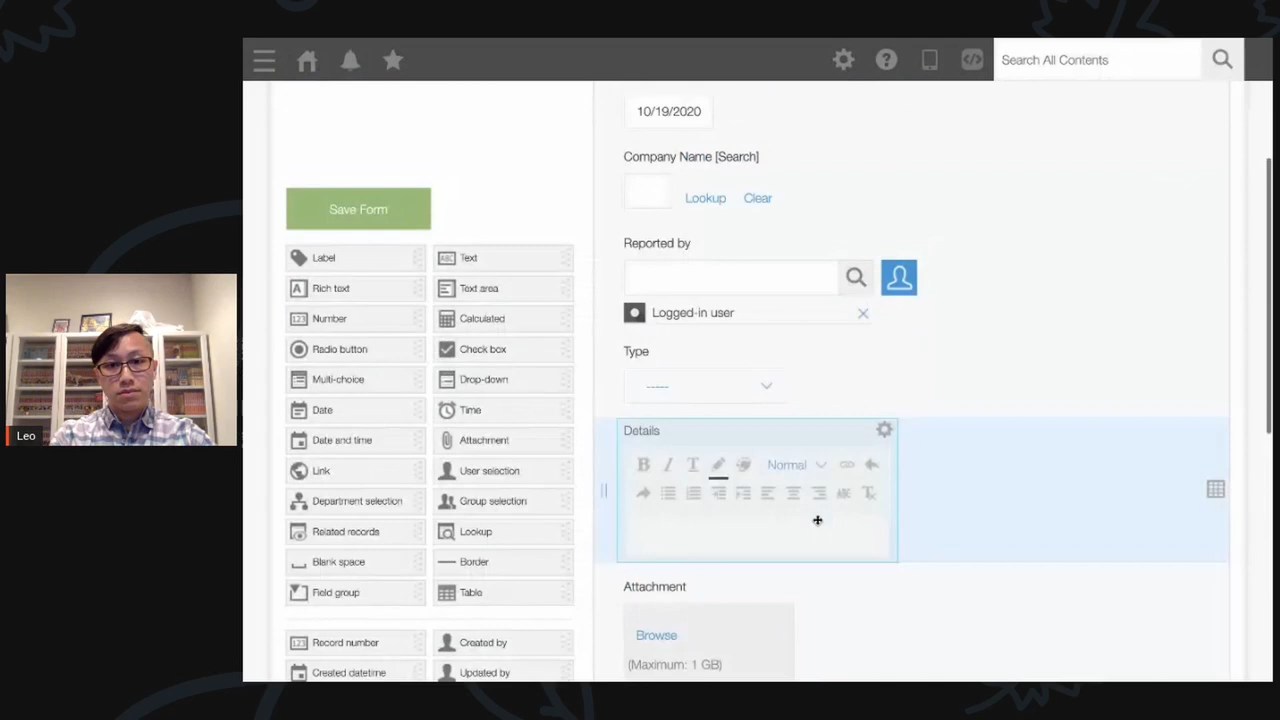 Search All Contents
10/19/2020
Company Name [Search]
Lookup Clear
Reported by
Logged-in user
Type
-----
Details
Normal
Attachment
Browse
(Maximum: 1 GB)
Save Form
Label Text
Rich text Text area
Number Calculated
Radio button Check box
Multi-choice Drop-down
Date Time
Date and time Attachment
Link User selection
Department selection Group selection
Related records Lookup
Blank space Border
Field group Table
Record number Created by
Created datetime Updated by
Leo